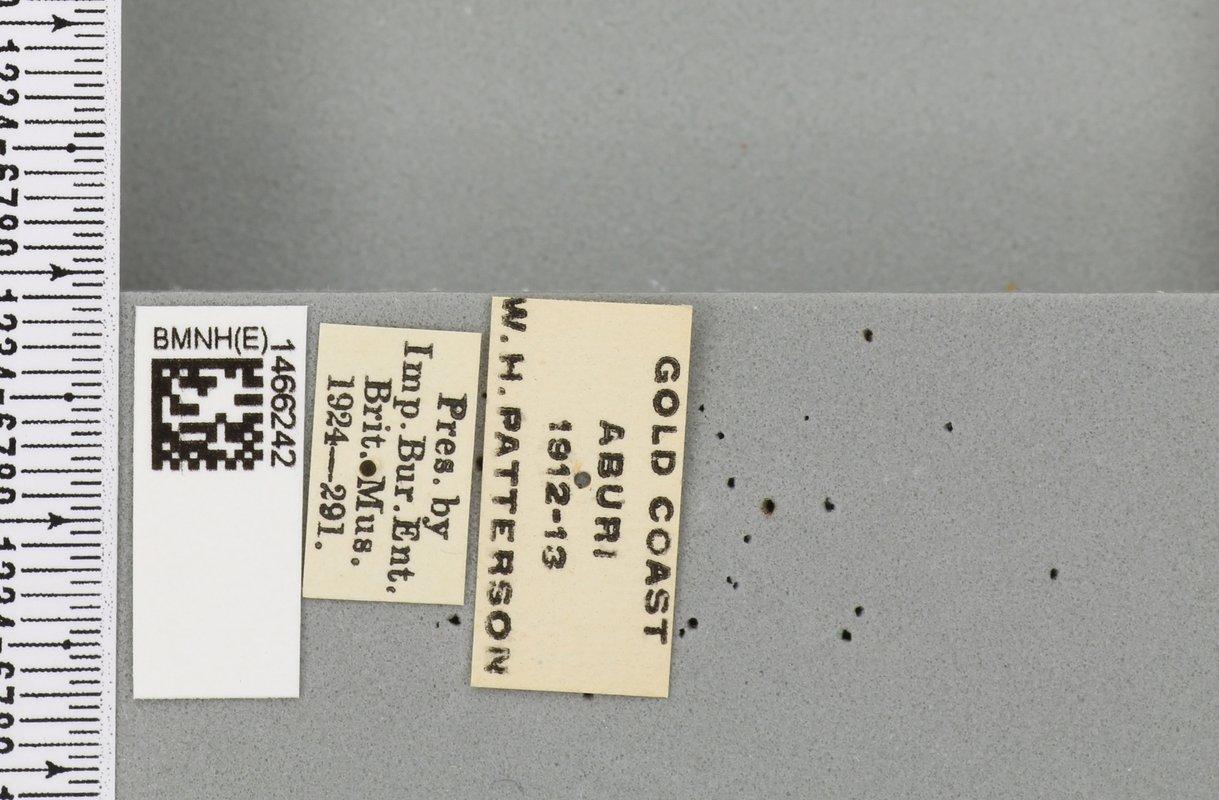 BMNH(E)
1466242
Pres. by
Imp. Bur. Ent,
Brit. Mus.
1924—291.
GOLD COAST
ABURI
1912-13
W. H. PATTERSON